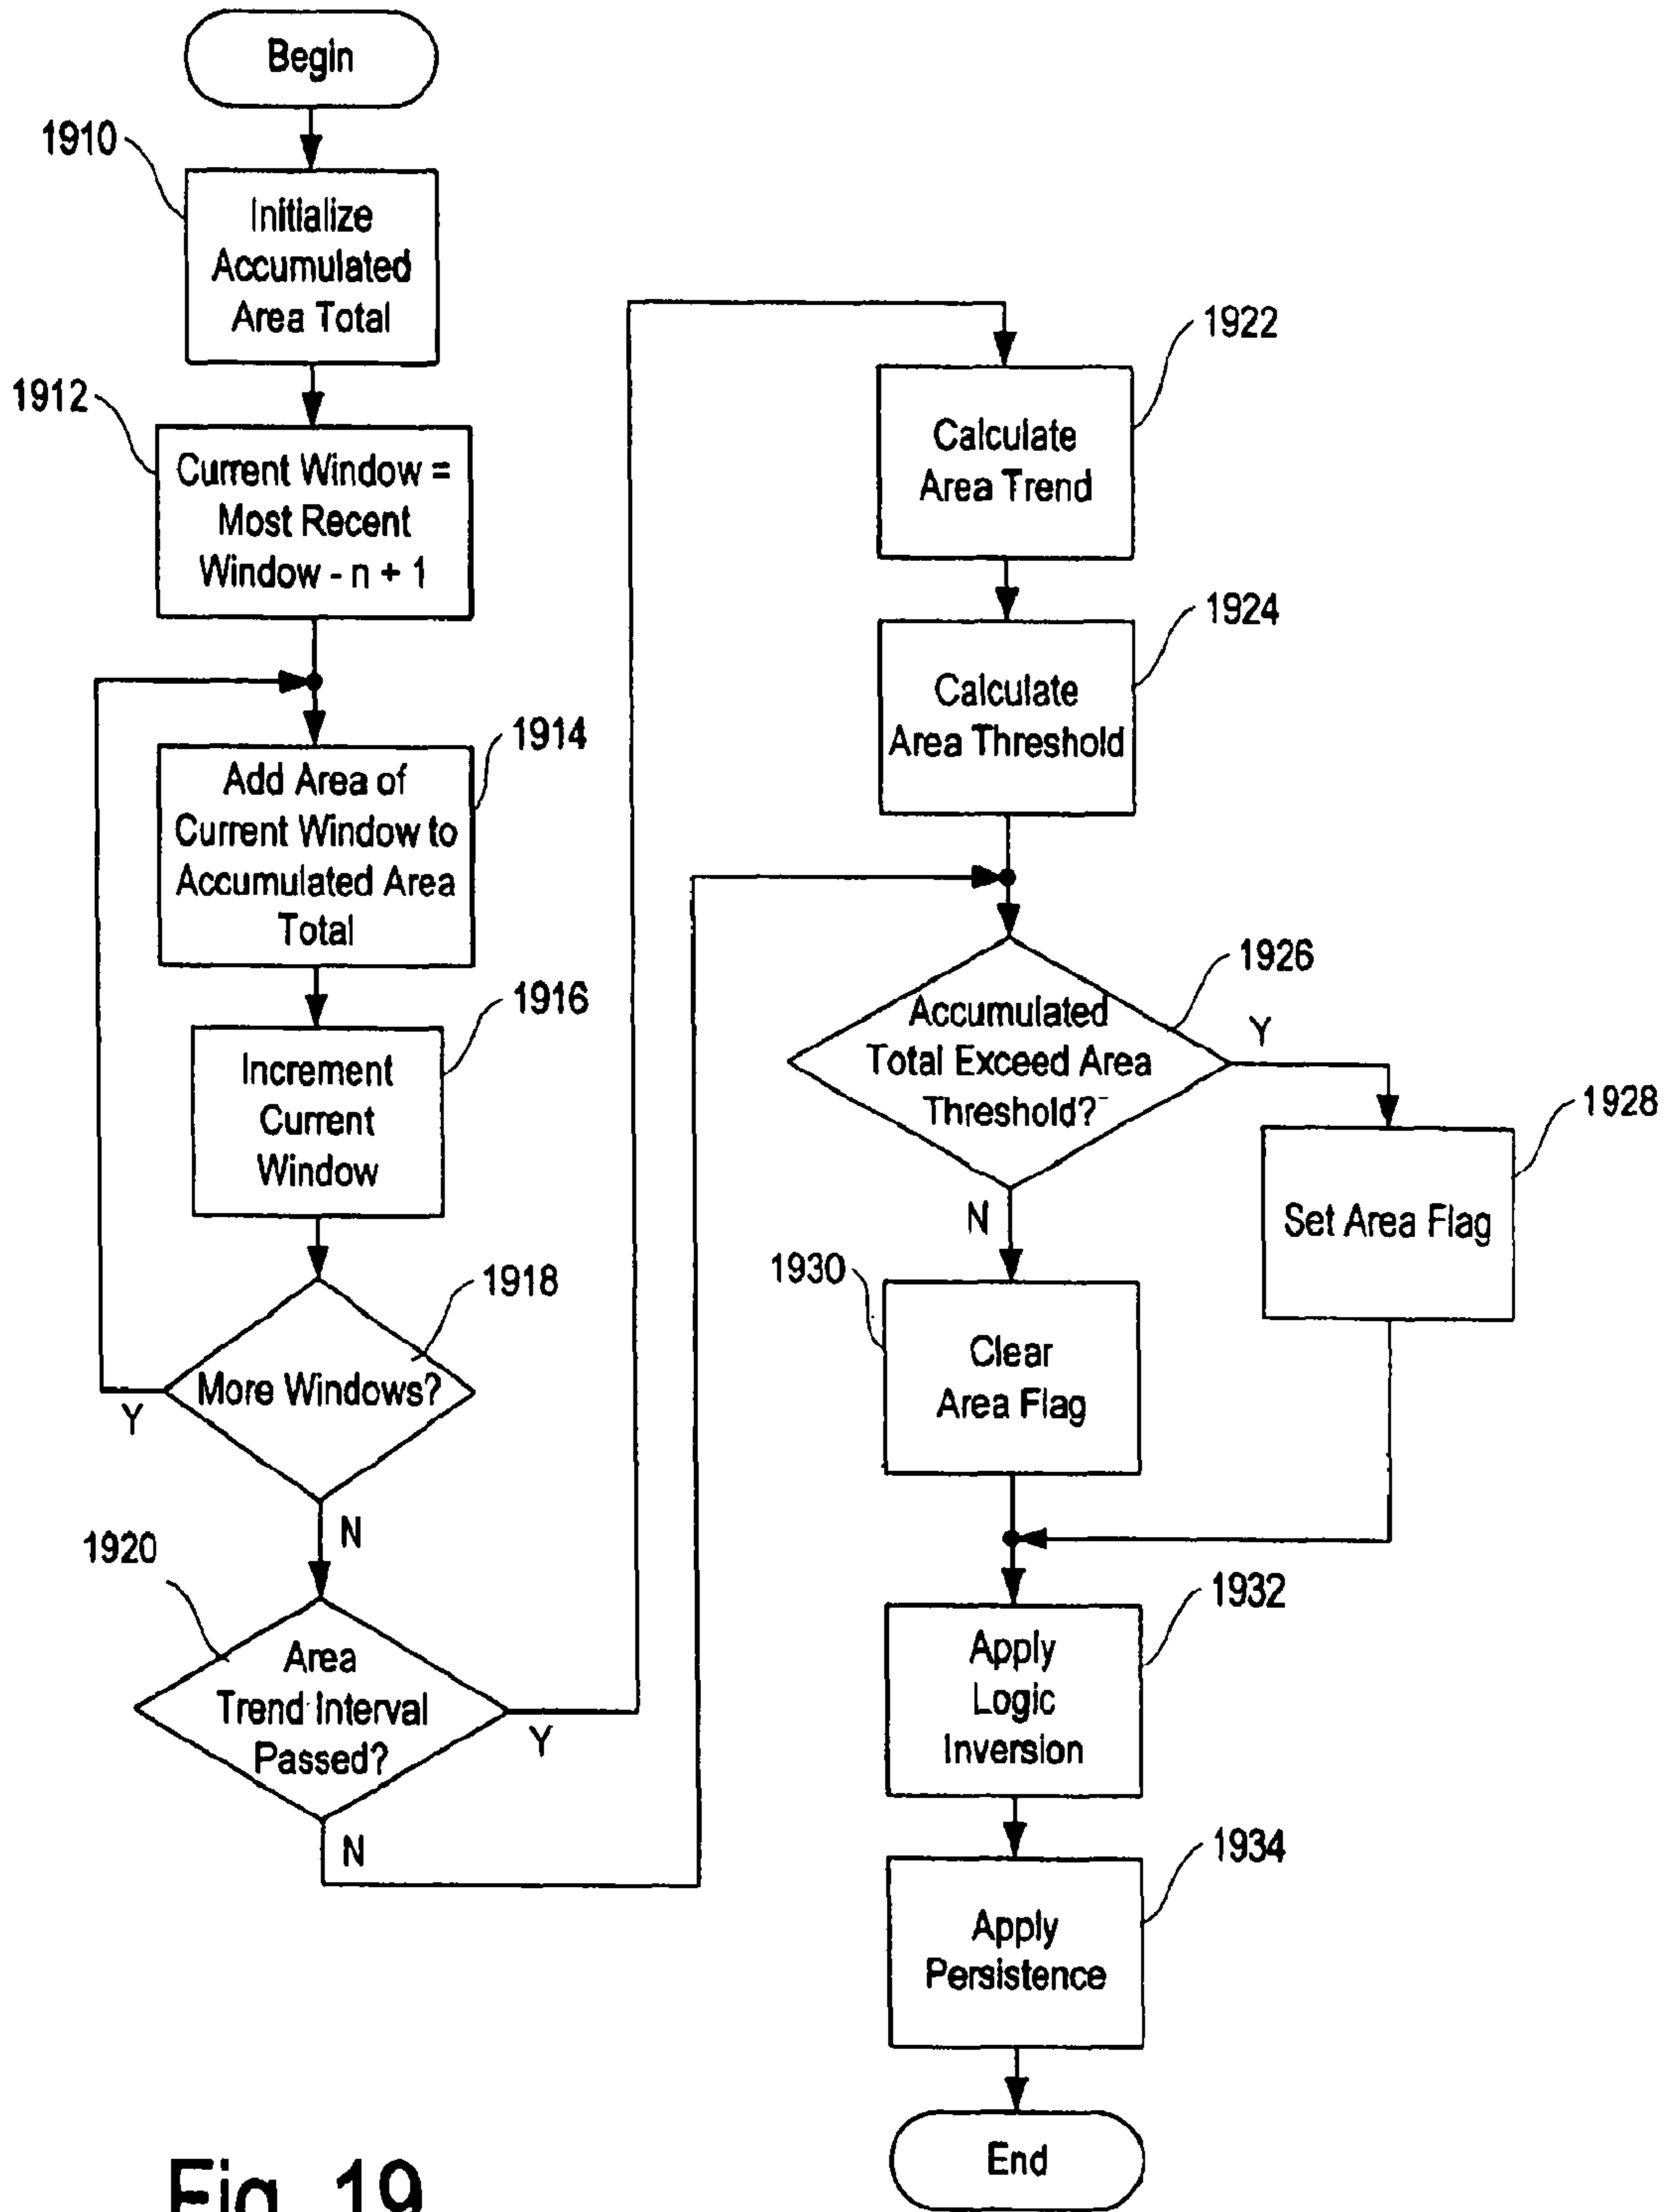 Begin
1910
Initialize
Accumulated
Area Total
1912
Current Window =
Most Recent
Window - n + 1
1914
Add Area of
Current Window to
Accumulated Area
Total
1916
Increment
Current
Window
1918
More Windows?
Y
N
1920
Area
Trend Interval
Passed?
Y
N
1922
Calculate
Area Trend
1924
Calculate
Area Threshold
1926
Accumulated
Total Exceed Area
Threshold?
Y
N
1928
Set Area Flag
1930
Clear
Area Flag
1932
Apply
Logic
Inversion
1934
Apply
Persistence
End
Fig. 19